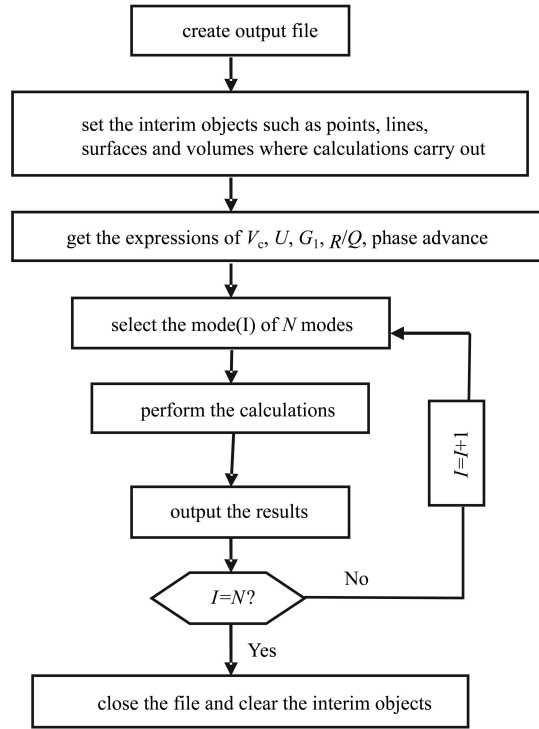 create output file
set the interim objects such as points, lines,
surfaces and volumes where calculations carry out
get the expressions of Vc, U, G1, R/Q, phase advance
select the mode(I) of N modes
perform the calculations
I=I+1
output the results
I=N?
No
Yes
close the file and clear the interim objects